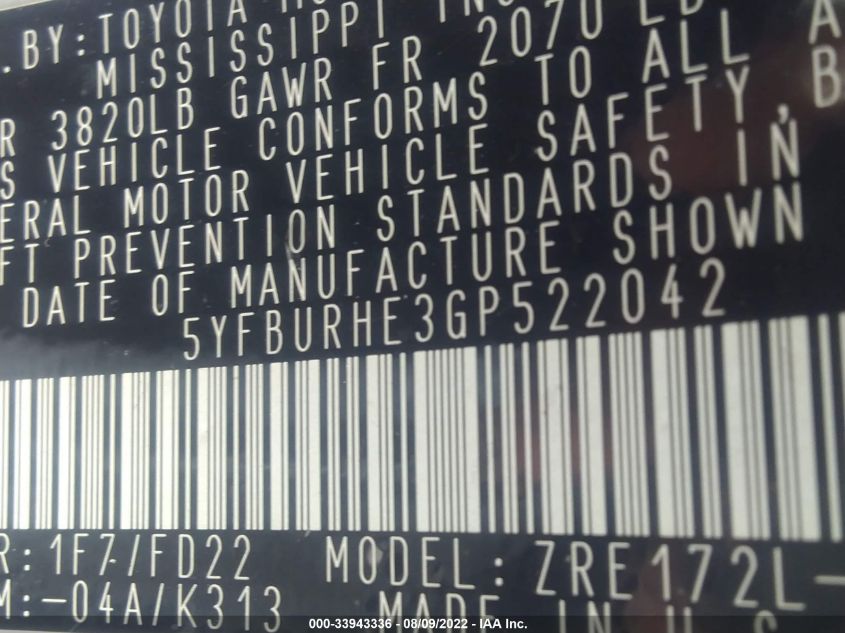 . BY: TOYOTA
MISSISSIPPI
R 3820LB GAWR FR 2070 LB
S VEHICLE CONFORMS TO ALL A
ERAL MOTOR VEHICLE SAFETY, B
FT PREVENTION STANDARDS IN
DATE OF MANUFACTURE SHOWN
5YFBURHE3GP522042
R: 1F7/FD22 MODEL: ZRE172L-
M: -04A/K313 MADE IN U.S
000-33943336 - 08/09/2022 - IAA Inc.